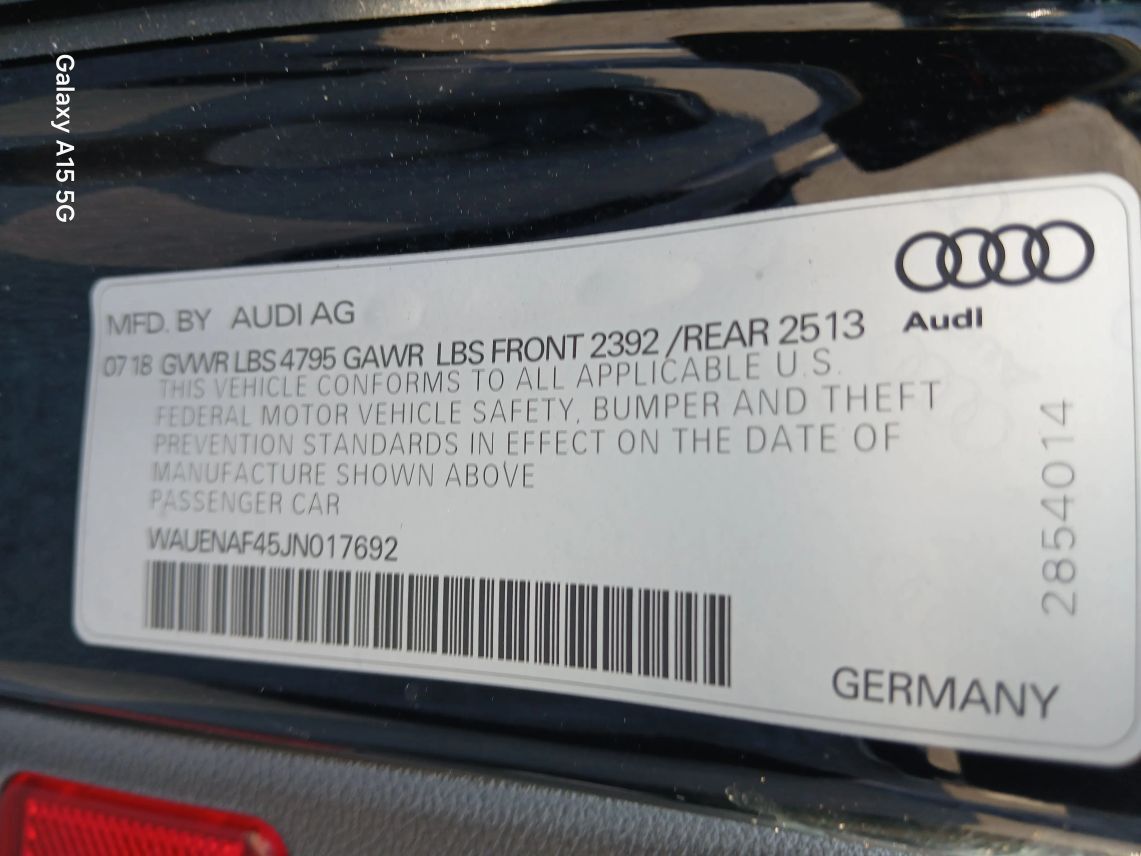 Galaxy A15 5G
Audi
MFD. BY AUDI AG
07 18 GVWR LBS 4795 GAWR LBS FRONT 2392 /REAR 2513
THIS VEHICLE CONFORMS TO ALL APPLICABLE U.S.
FEDERAL MOTOR VEHICLE SAFETY, BUMPER AND THEFT
PREVENTION STANDARDS IN EFFECT ON THE DATE OF
MANUFACTURE SHOWN ABOVE
PASSENGER CAR
WAUENAF45JN017692
2854014
GERMANY